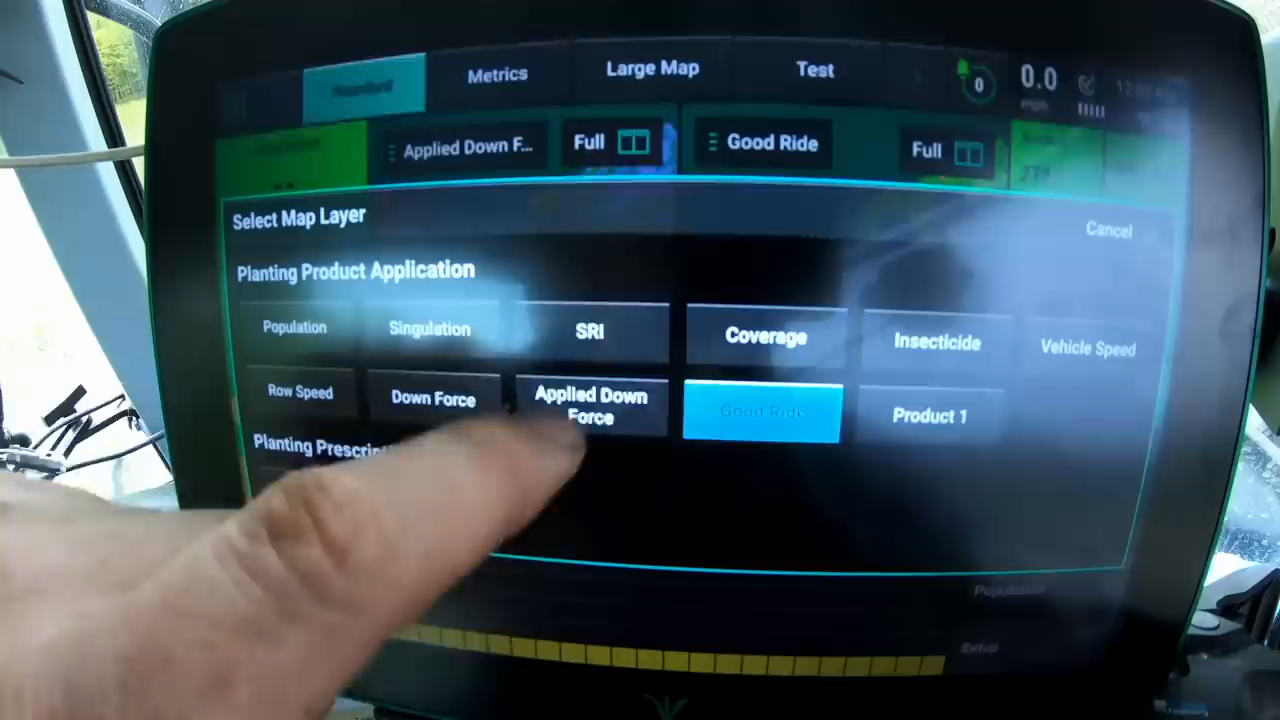 Standard Metrics Large Map Test 0 0.0
mph
Applied Down F... Full Good Ride Full
Select Map Layer Cancel
Planting Product Application
Population Singulation SRI Coverage Insecticide Vehicle Speed
Row Speed Down Force Applied Down Force Good Ride Product 1
Planting
Population
Setup